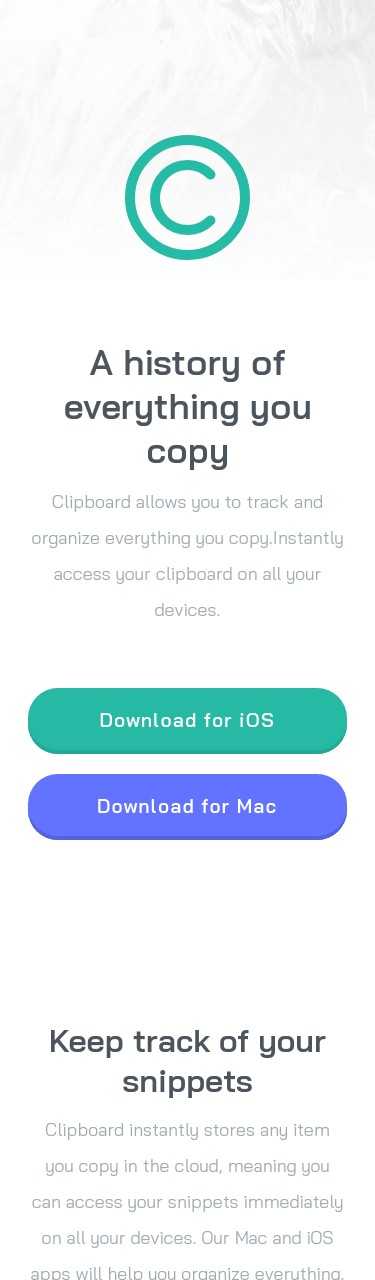 A history of
everything you
copy
Clipboard allows you to track and
organize everything you copy.Instantly
access your clipboard on all your
devices.
Download for iOS
Download for Mac
Keep track of your
snippets
Clipboard instantly stores any item
you copy in the cloud, meaning you
can access your snippets immediately
on all your devices. Our Mac and iOS
apps will help you organize everything.